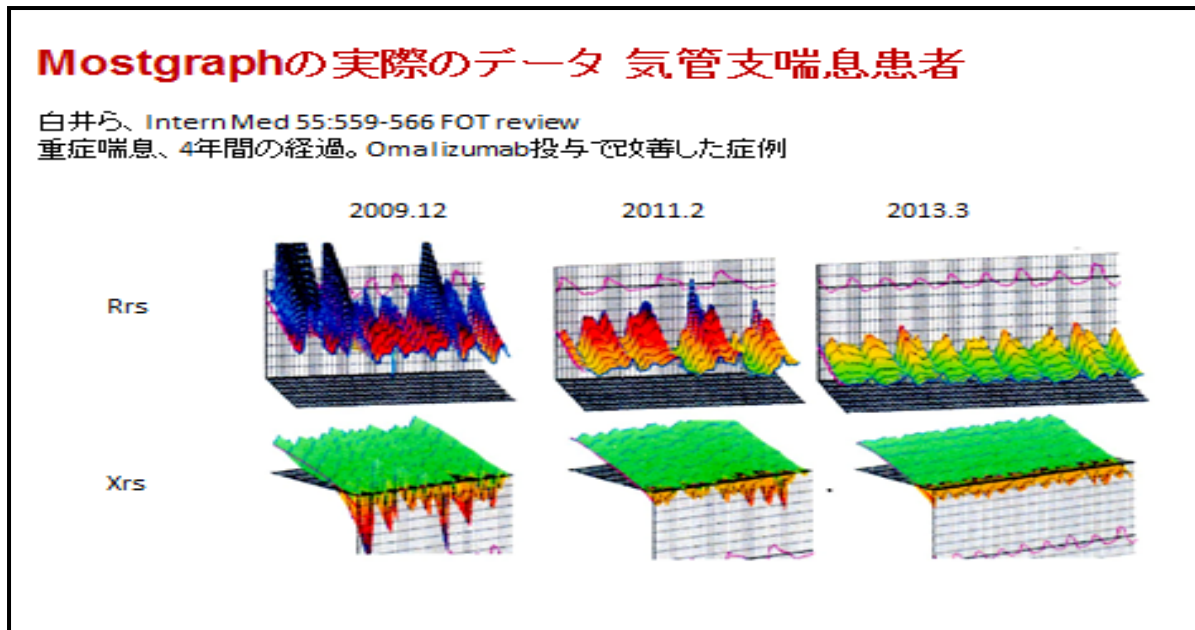 Mostgraphの実際のデータ 気管支喘息患者
白井ら、Intern Med 55:559-566 FOT review
重症喘息、4年間の経過。Omalizumab投与で改善した症例
2009.12 2011.2 2013.3
Rrs
Xrs